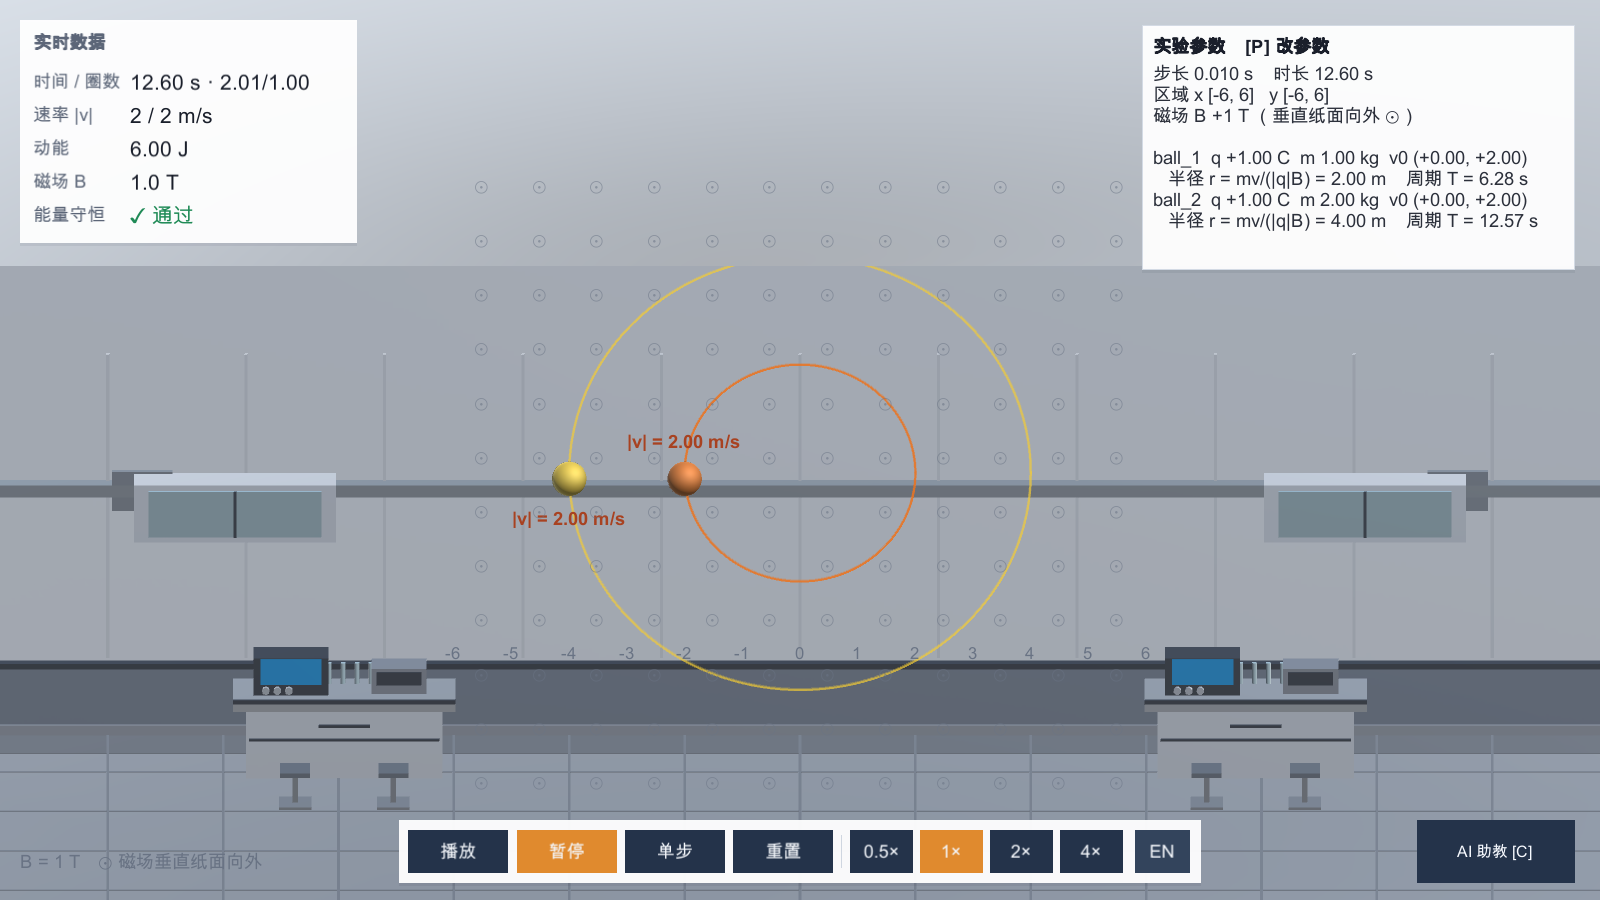 实时数据
时间 / 圈数 12.60 s · 2.01/1.00
速率 |v| 2 / 2 m/s
动能 6.00 J
磁场 B 1.0 T
能量守恒 ✓ 通过
实验参数 [P] 改参数
步长 0.010 s 时长 12.60 s
区域 x [-6, 6] y [-6, 6]
磁场 B +1 T ( 垂直纸面向外 ⊙ )
ball_1 q +1.00 C m 1.00 kg v0 (+0.00, +2.00)
半径 r = mv/(|q|B) = 2.00 m 周期 T = 6.28 s
ball_2 q +1.00 C m 2.00 kg v0 (+0.00, +2.00)
半径 r = mv/(|q|B) = 4.00 m 周期 T = 12.57 s
|v| = 2.00 m/s
|v| = 2.00 m/s
-6 -5 -4 -3 -2 -1 0 1 2 3 4 5 6
B = 1 T ⊙ 磁场垂直纸面向外
播放 暂停 单步 重置 0.5× 1× 2× 4× EN
AI 助教 [C]